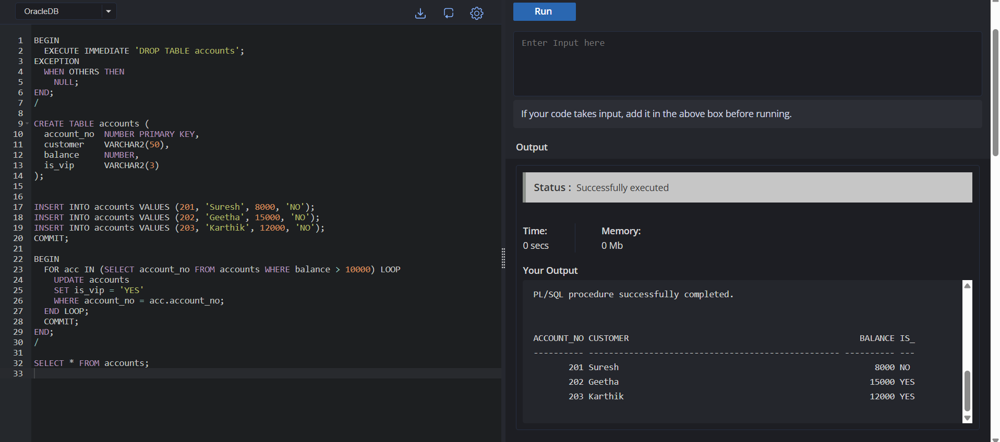 OracleDB
1 BEGIN
2   EXECUTE IMMEDIATE 'DROP TABLE accounts';
3 EXCEPTION
4   WHEN OTHERS THEN
5     NULL;
6 END;
7 /
8
9 CREATE TABLE accounts (
10   account_no  NUMBER PRIMARY KEY,
11   customer    VARCHAR2(50),
12   balance     NUMBER,
13   is_vip      VARCHAR2(3)
14 );
15
16
17 INSERT INTO accounts VALUES (201, 'Suresh', 8000, 'NO');
18 INSERT INTO accounts VALUES (202, 'Geetha', 15000, 'NO');
19 INSERT INTO accounts VALUES (203, 'Karthik', 12000, 'NO');
20 COMMIT;
21
22 BEGIN
23   FOR acc IN (SELECT account_no FROM accounts WHERE balance > 10000) LOOP
24     UPDATE accounts
25     SET is_vip = 'YES'
26     WHERE account_no = acc.account_no;
27   END LOOP;
28   COMMIT;
29 END;
30 /
31
32 SELECT * FROM accounts;
33
Run
Enter Input here
If your code takes input, add it in the above box before running.
Output
Status : Successfully executed
Time: Memory:
0 secs 0 Mb
Your Output
PL/SQL procedure successfully completed.
ACCOUNT_NO CUSTOMER                                              BALANCE IS_
---------- -------------------------------------------------- ---------- ---
       201 Suresh                                                   8000 NO
       202 Geetha                                                  15000 YES
       203 Karthik                                                 12000 YES